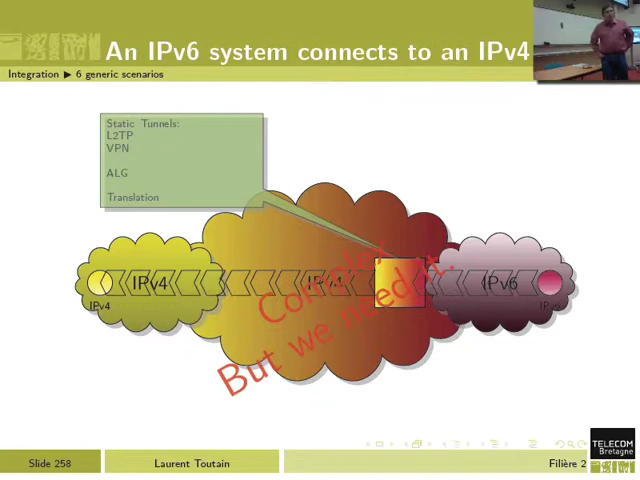 An IPv6 system connects to an IPv4
Integration ▶ 6 generic scenarios
Static Tunnels:
L2TP
VPN
ALG
Translation
IPv4
IPv6
IPv4
Complex
But we need it.
Slide 258
Laurent Toutain
Filière 2
TELECOM
Bretagne